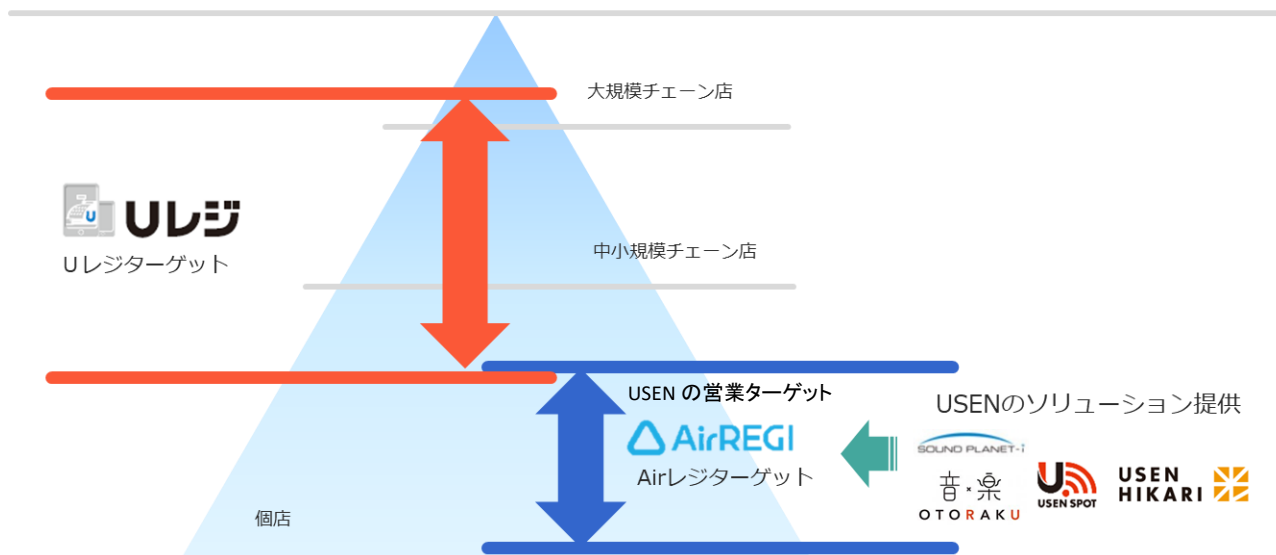 大規模チェーン店
U
Uレジ
Uレジターゲット
中小規模チェーン店
USEN の営業ターゲット
AirREGI
Airレジターゲット
USENのソリューション提供
SOUND PLANET-i
音・楽
OTORAKU
U
USEN SPOT
USEN
HIKARI
個店